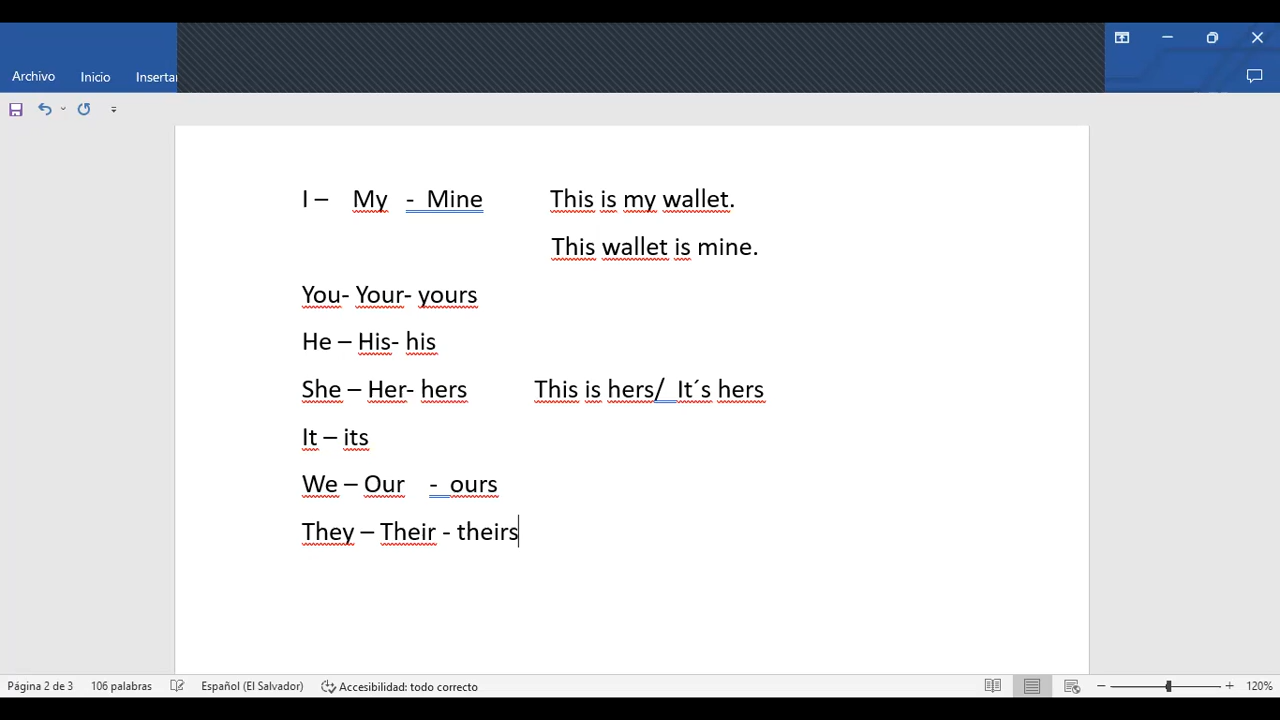 Archivo Inicio Insertar
I – My - Mine This is my wallet.
This wallet is mine.
You- Your- yours
He – His- his
She – Her- hers This is hers/ It´s hers
It – its
We – Our - ours
They – Their - theirs
Página 2 de 3 106 palabras Español (El Salvador) Accesibilidad: todo correcto 120%